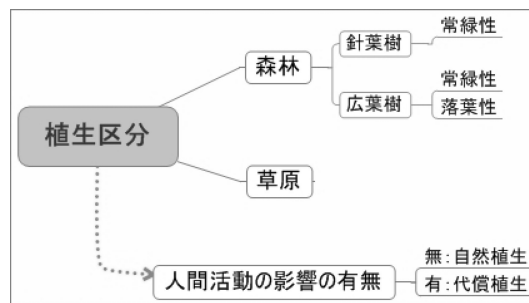 常緑性
針葉樹
森林
常緑性
広葉樹
落葉性
植生区分
草原
無:自然植生
人間活動の影響の有無
有:代償植生